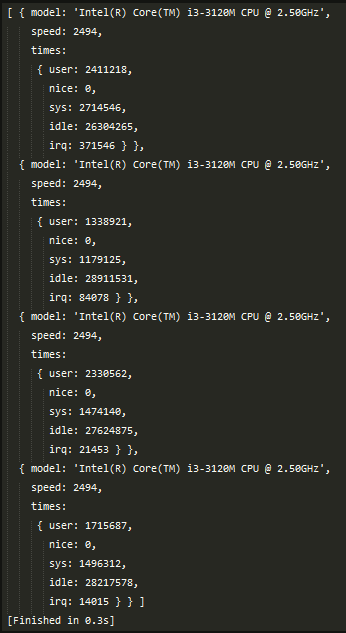 [ { model: 'Intel(R) Core(TM) i3-3120M CPU @ 2.50GHz',
    speed: 2494,
    times:
     { user: 2411218,
       nice: 0,
       sys: 2714546,
       idle: 26304265,
       irq: 371546 } },
  { model: 'Intel(R) Core(TM) i3-3120M CPU @ 2.50GHz',
    speed: 2494,
    times:
     { user: 1338921,
       nice: 0,
       sys: 1179125,
       idle: 28911531,
       irq: 84078 } },
  { model: 'Intel(R) Core(TM) i3-3120M CPU @ 2.50GHz',
    speed: 2494,
    times:
     { user: 2330562,
       nice: 0,
       sys: 1474140,
       idle: 27624875,
       irq: 21453 } },
  { model: 'Intel(R) Core(TM) i3-3120M CPU @ 2.50GHz',
    speed: 2494,
    times:
     { user: 1715687,
       nice: 0,
       sys: 1496312,
       idle: 28217578,
       irq: 14015 } } ]
[Finished in 0.3s]